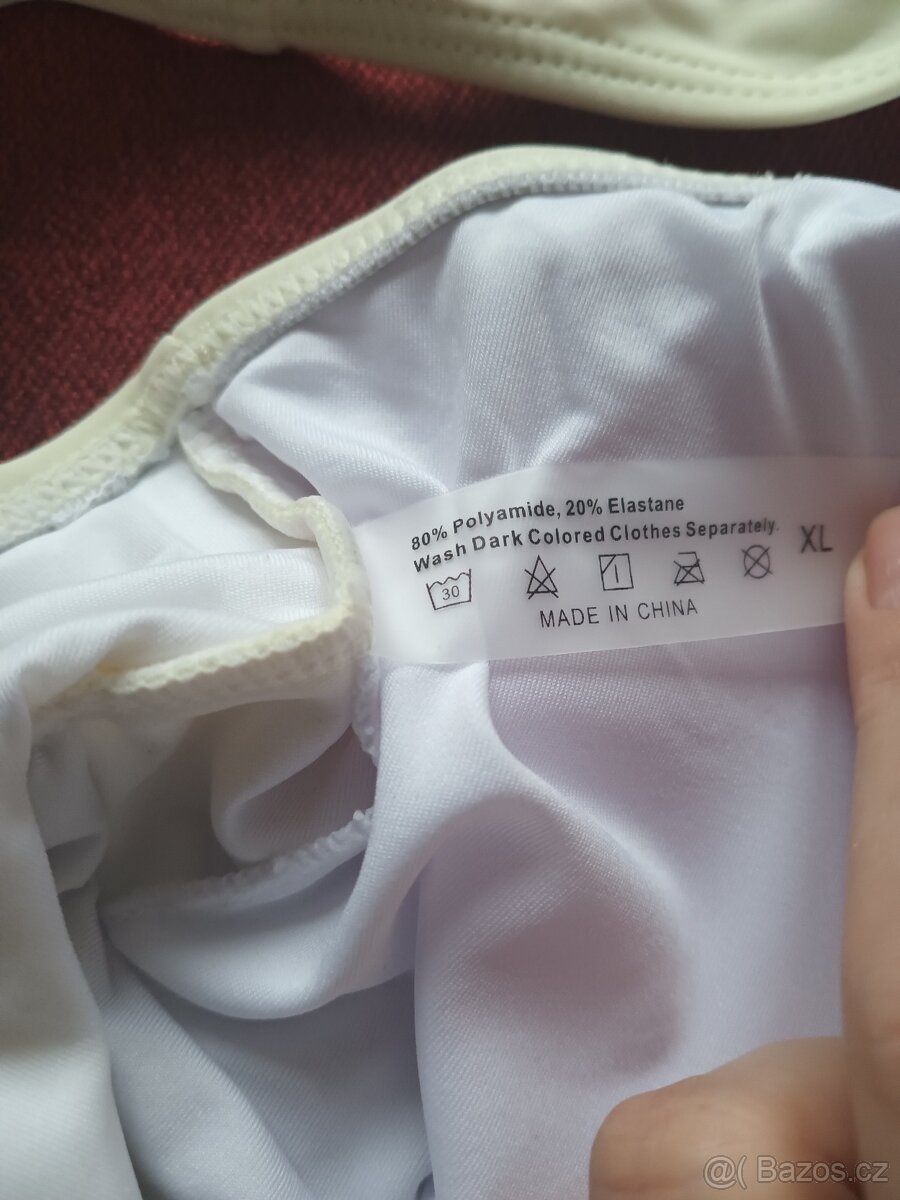 80% Polyamide, 20% Elastane
Wash Dark Colored Clothes Separately.
30
XL
MADE IN CHINA
@( Bazos.cz